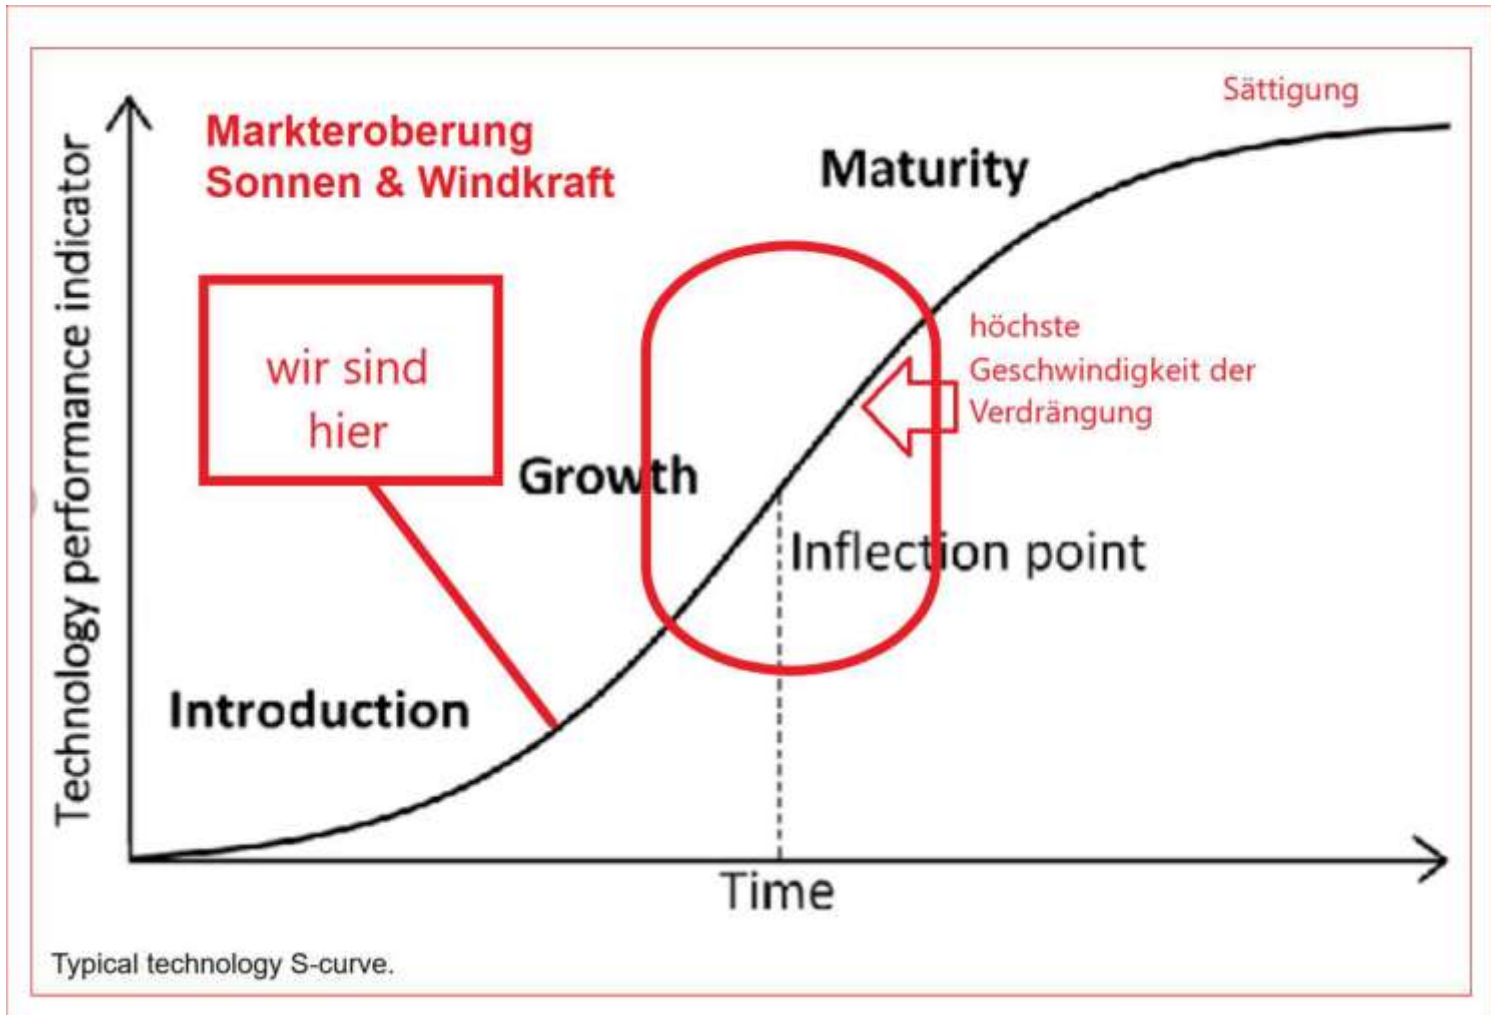 Sättigung
Markteroberung
Sonnen & Windkraft
Maturity
wir sind
hier
höchste
Geschwindigkeit der
Verdrängung
Growth
Inflection point
Introduction
Technology performance indicator
Time
Typical technology S-curve.